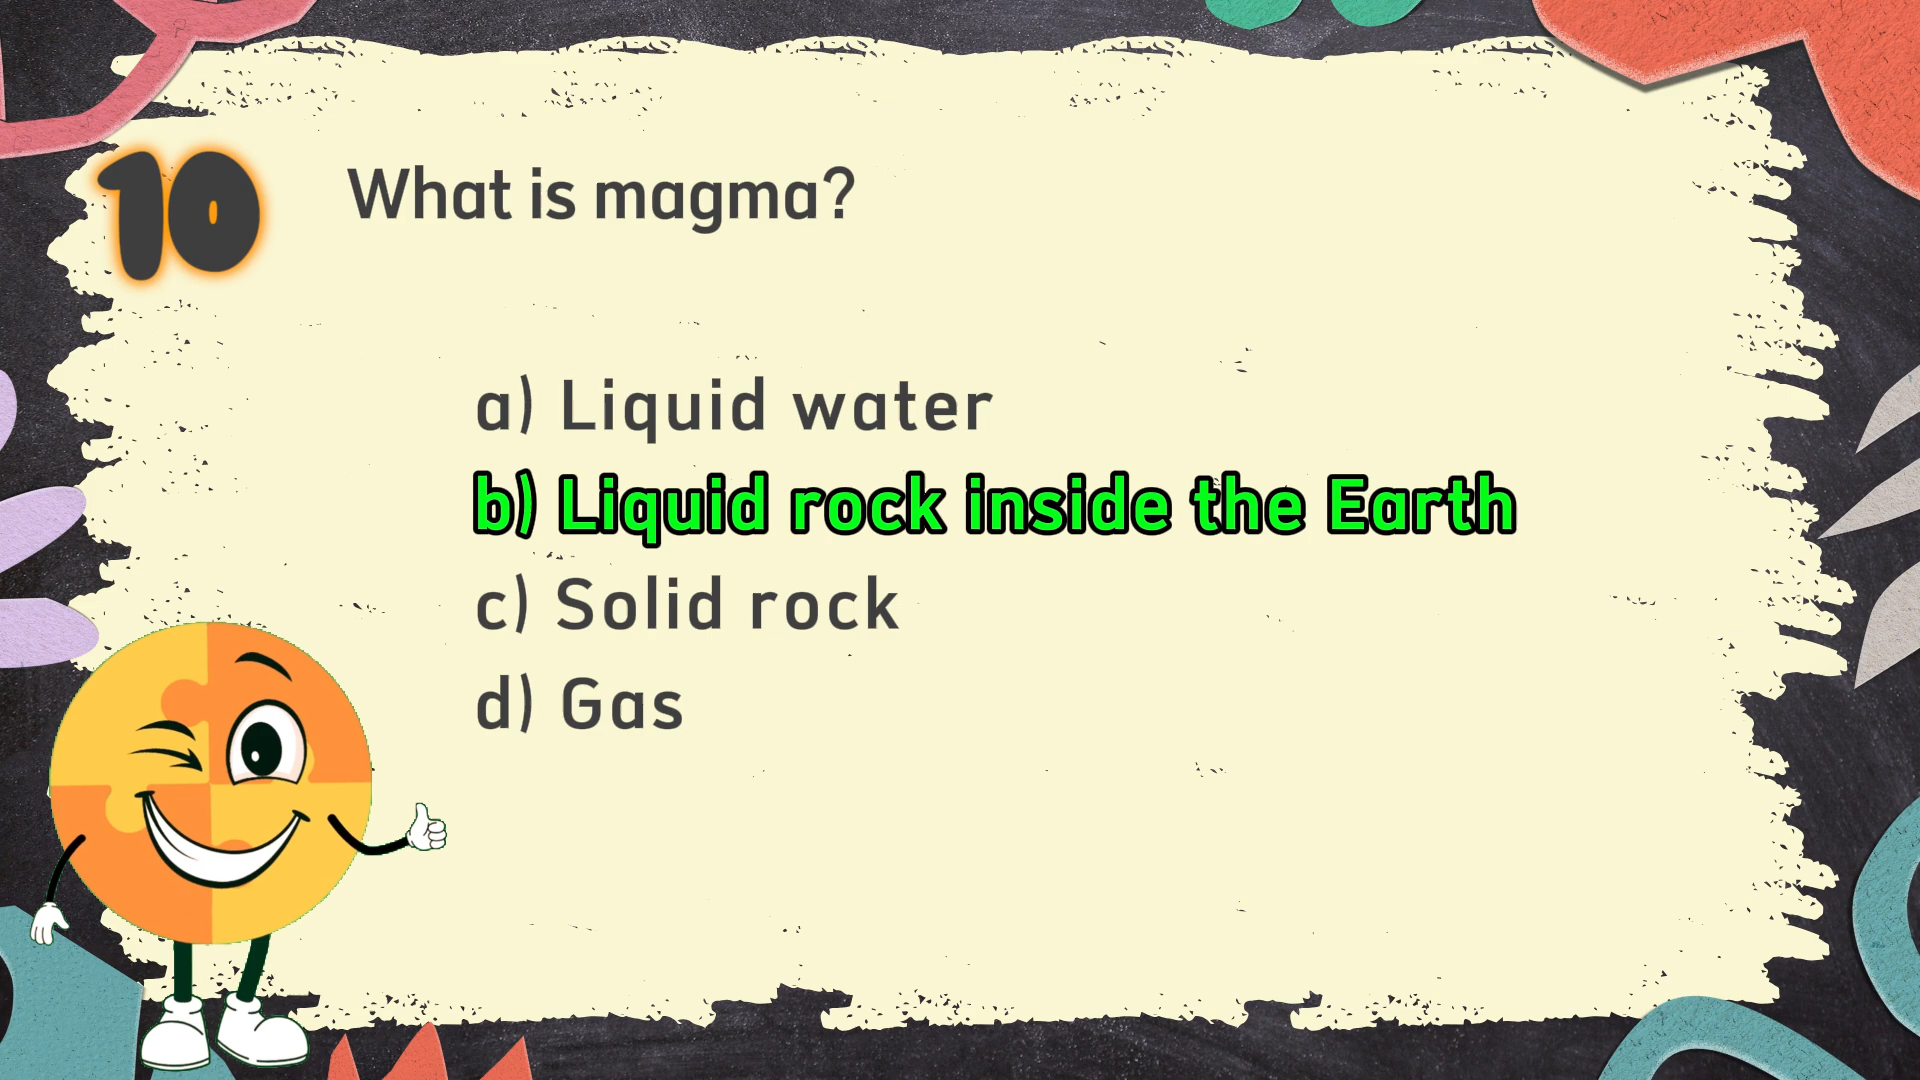 10
What is magma?
a) Liquid water
b) Liquid rock inside the Earth
c) Solid rock
d) Gas